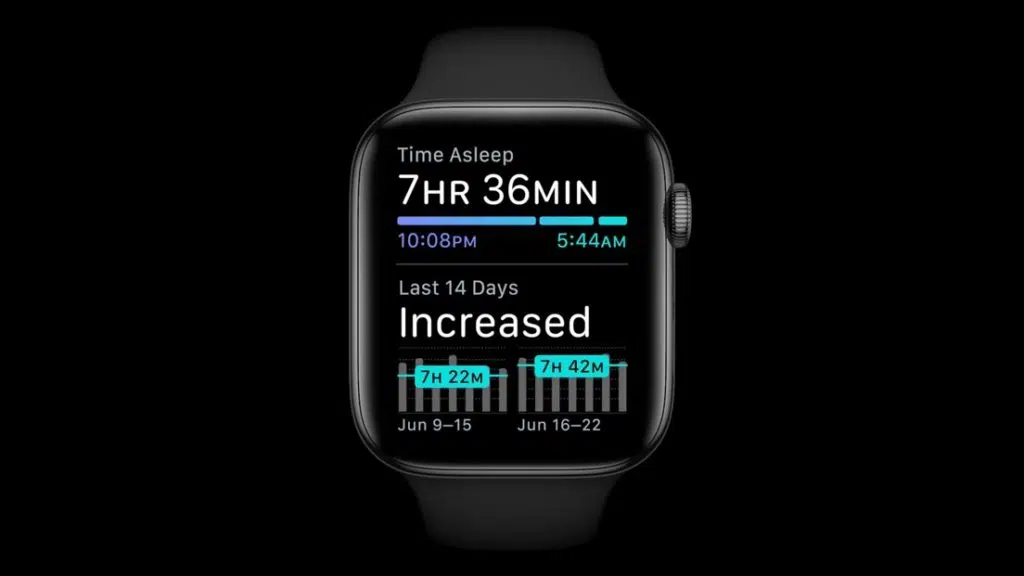 Time Asleep
7HR 36MIN
10:08PM 5:44AM
Last 14 Days
Increased
7H 22M 7H 42M
Jun 9–15 Jun 16–22